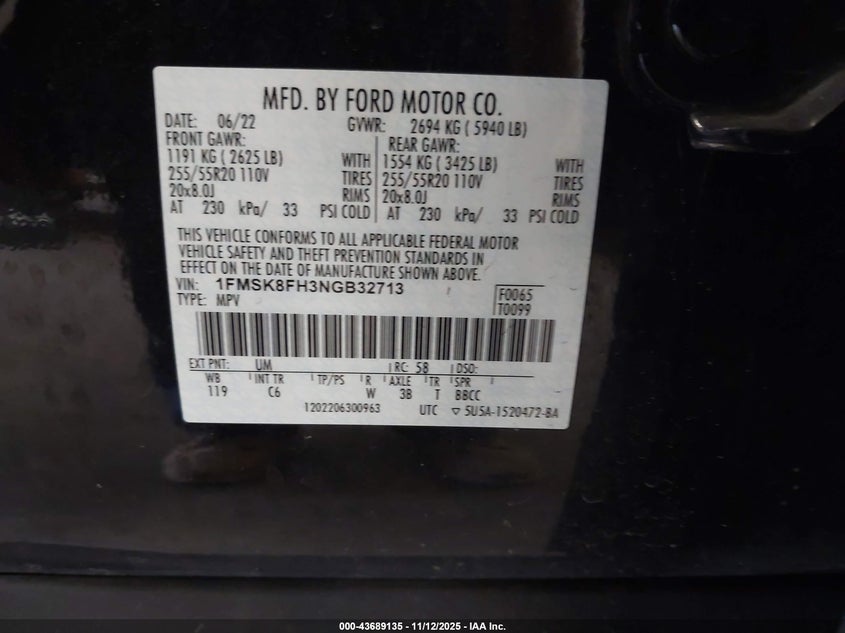 MFD. BY FORD MOTOR CO.
DATE: 06/22 GVWR: 2694 KG ( 5940 LB)
FRONT GAWR: REAR GAWR:
1191 KG ( 2625 LB) WITH 1554 KG ( 3425 LB) WITH
255/55R20 110V TIRES 255/55R20 110V TIRES
20x8.0J RIMS 20x8.0J RIMS
AT 230 kPa/ 33 PSI COLD AT 230 kPa/ 33 PSI COLD
THIS VEHICLE CONFORMS TO ALL APPLICABLE FEDERAL MOTOR
VEHICLE SAFETY AND THEFT PREVENTION STANDARDS IN
EFFECT ON THE DATE OF MANUFACTURE SHOWN ABOVE.
VIN: 1FMSK8FH3NGB32713 F0065
TYPE: MPV T0099
EXT PNT: UM RC: 58 DSO:
WB INT TR TP/PS R AXLE TR SPR
119 C6 W 3B T BBCC
1202206300963 UTC ▽ 5U5A-1520472-BA
000-43689135 - 11/12/2025 - IAA Inc.